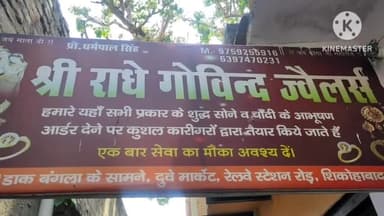 जय माता दी !!
प्रो. धर्मपाल सिंह
M. 9759255916
6397470231
KINEMASTER
श्री राधे गोविन्द ज्वैलर्स
हमारे यहाँ सभी प्रकार के शुद्ध सोने व चाँदी के आभूषण
आर्डर देने पर कुशल कारीगरों द्वारा तैयार किये जाते हैं
एक बार सेवा का मौका अवश्य दें।
डाक बंगला के सामने, दुवे मार्केट, रेलवे स्टेशन रोड़, शिकोहाबाद